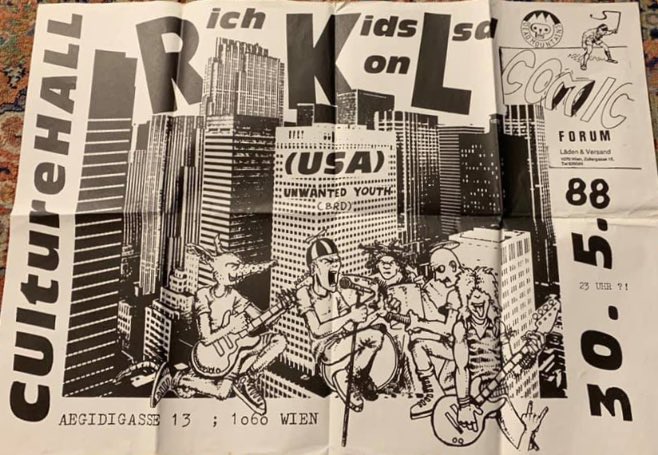 cUltureHALL
Rich Kids on Lsd
(USA)
UNWANTED YOUTH
(BRD)
COMIC
FORUM
Läden & Versand
30.5.88
23 UHR ?!
AEGIDIGASSE 13 ; 1o6o WIEN